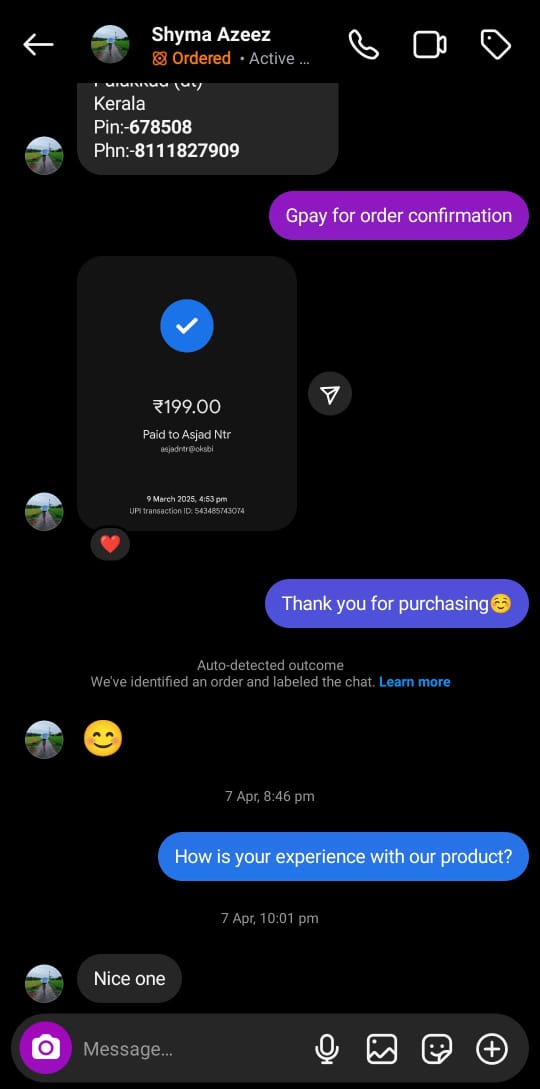 Shyma Azeez
Ordered • Active ...
Palakkad (dt)
Kerala
Pin:-678508
Phn:-8111827909
Gpay for order confirmation
₹199.00
Paid to Asjad Ntr
asjadntr@oksbi
9 March 2025, 4:53 pm
UPI transaction ID: 543485743074
Thank you for purchasing😊
Auto-detected outcome
We've identified an order and labeled the chat. Learn more
😊
7 Apr, 8:46 pm
How is your experience with our product?
7 Apr, 10:01 pm
Nice one
Message...